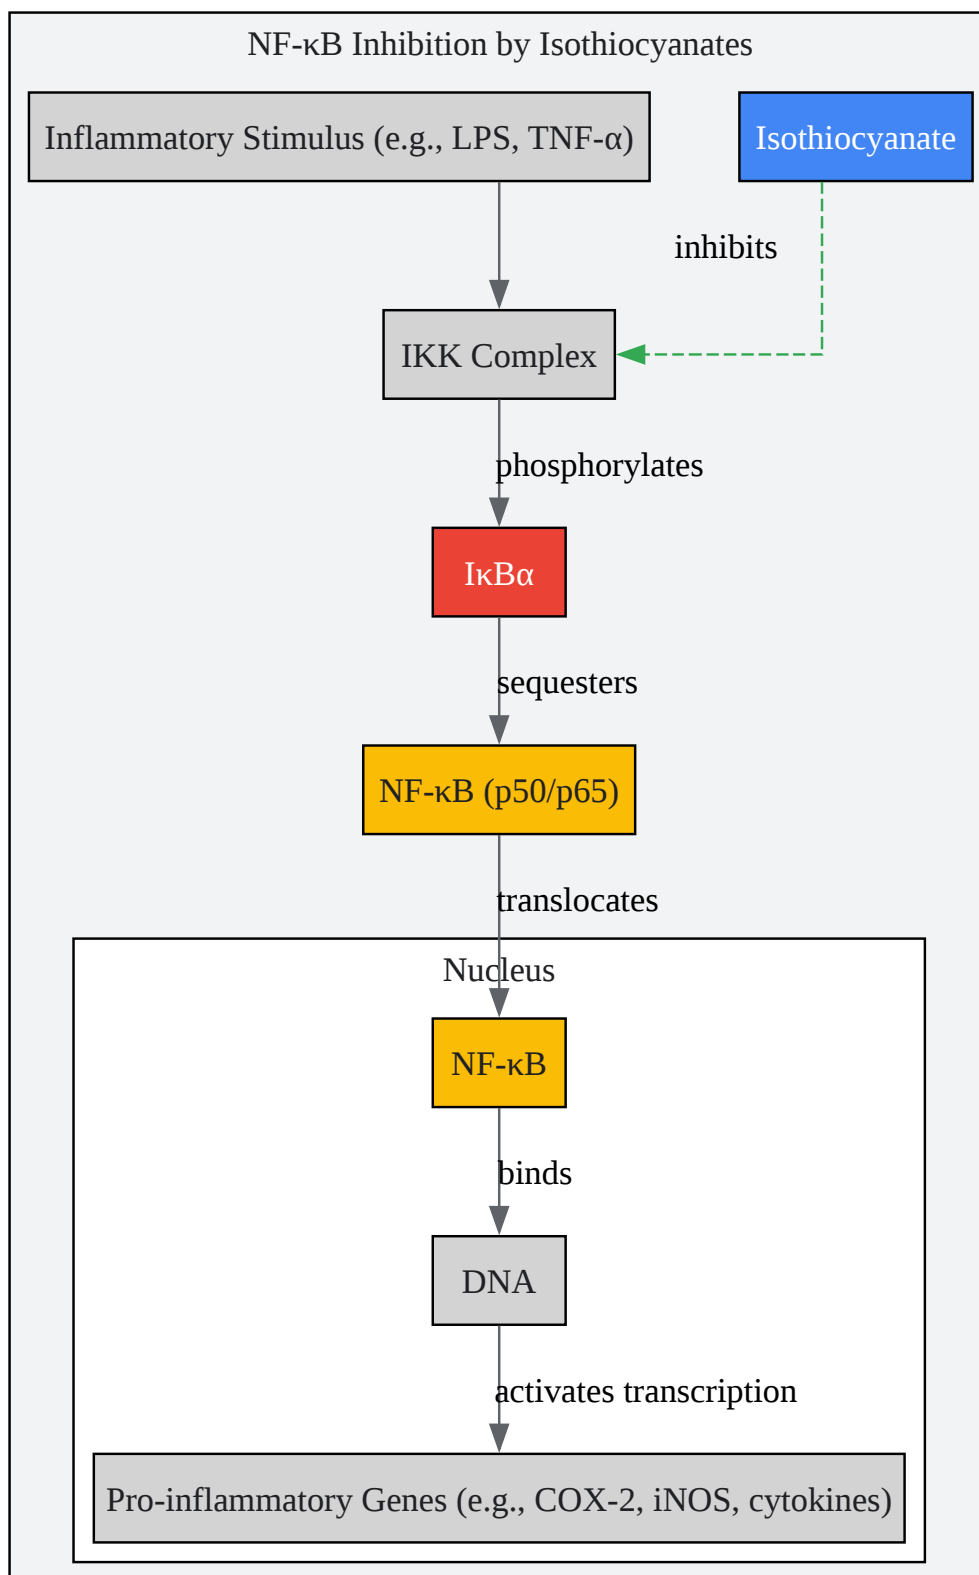 NF-κB Inhibition by Isothiocyanates
Inflammatory Stimulus (e.g., LPS, TNF-α)
Isothiocyanate
inhibits
IKK Complex
phosphorylates
IκBα
sequesters
NF-κB (p50/p65)
translocates
Nucleus
NF-κB
binds
DNA
activates transcription
Pro-inflammatory Genes (e.g., COX-2, iNOS, cytokines)